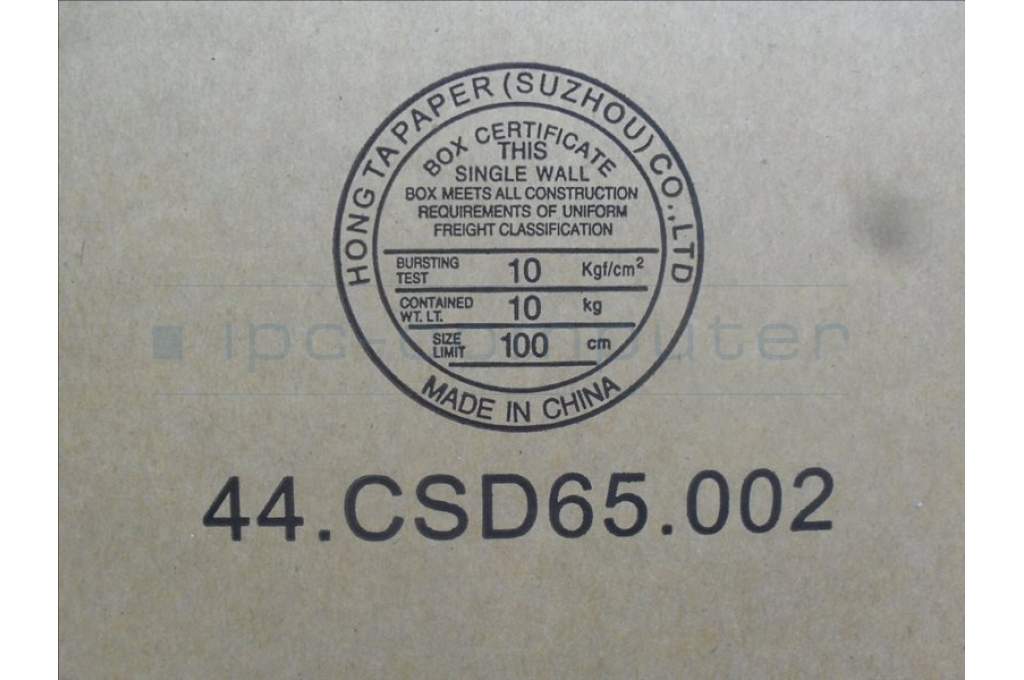 HONG TA PAPER (SUZHOU) CO.,LTD
BOX CERTIFICATE
THIS
SINGLE WALL
BOX MEETS ALL CONSTRUCTION
REQUIREMENTS OF UNIFORM
FREIGHT CLASSIFICATION
BURSTING TEST 10 Kgf/cm²
CONTAINED WT. LT. 10 kg
SIZE LIMIT 100 cm
MADE IN CHINA
ipc-computer
44.CSD65.002